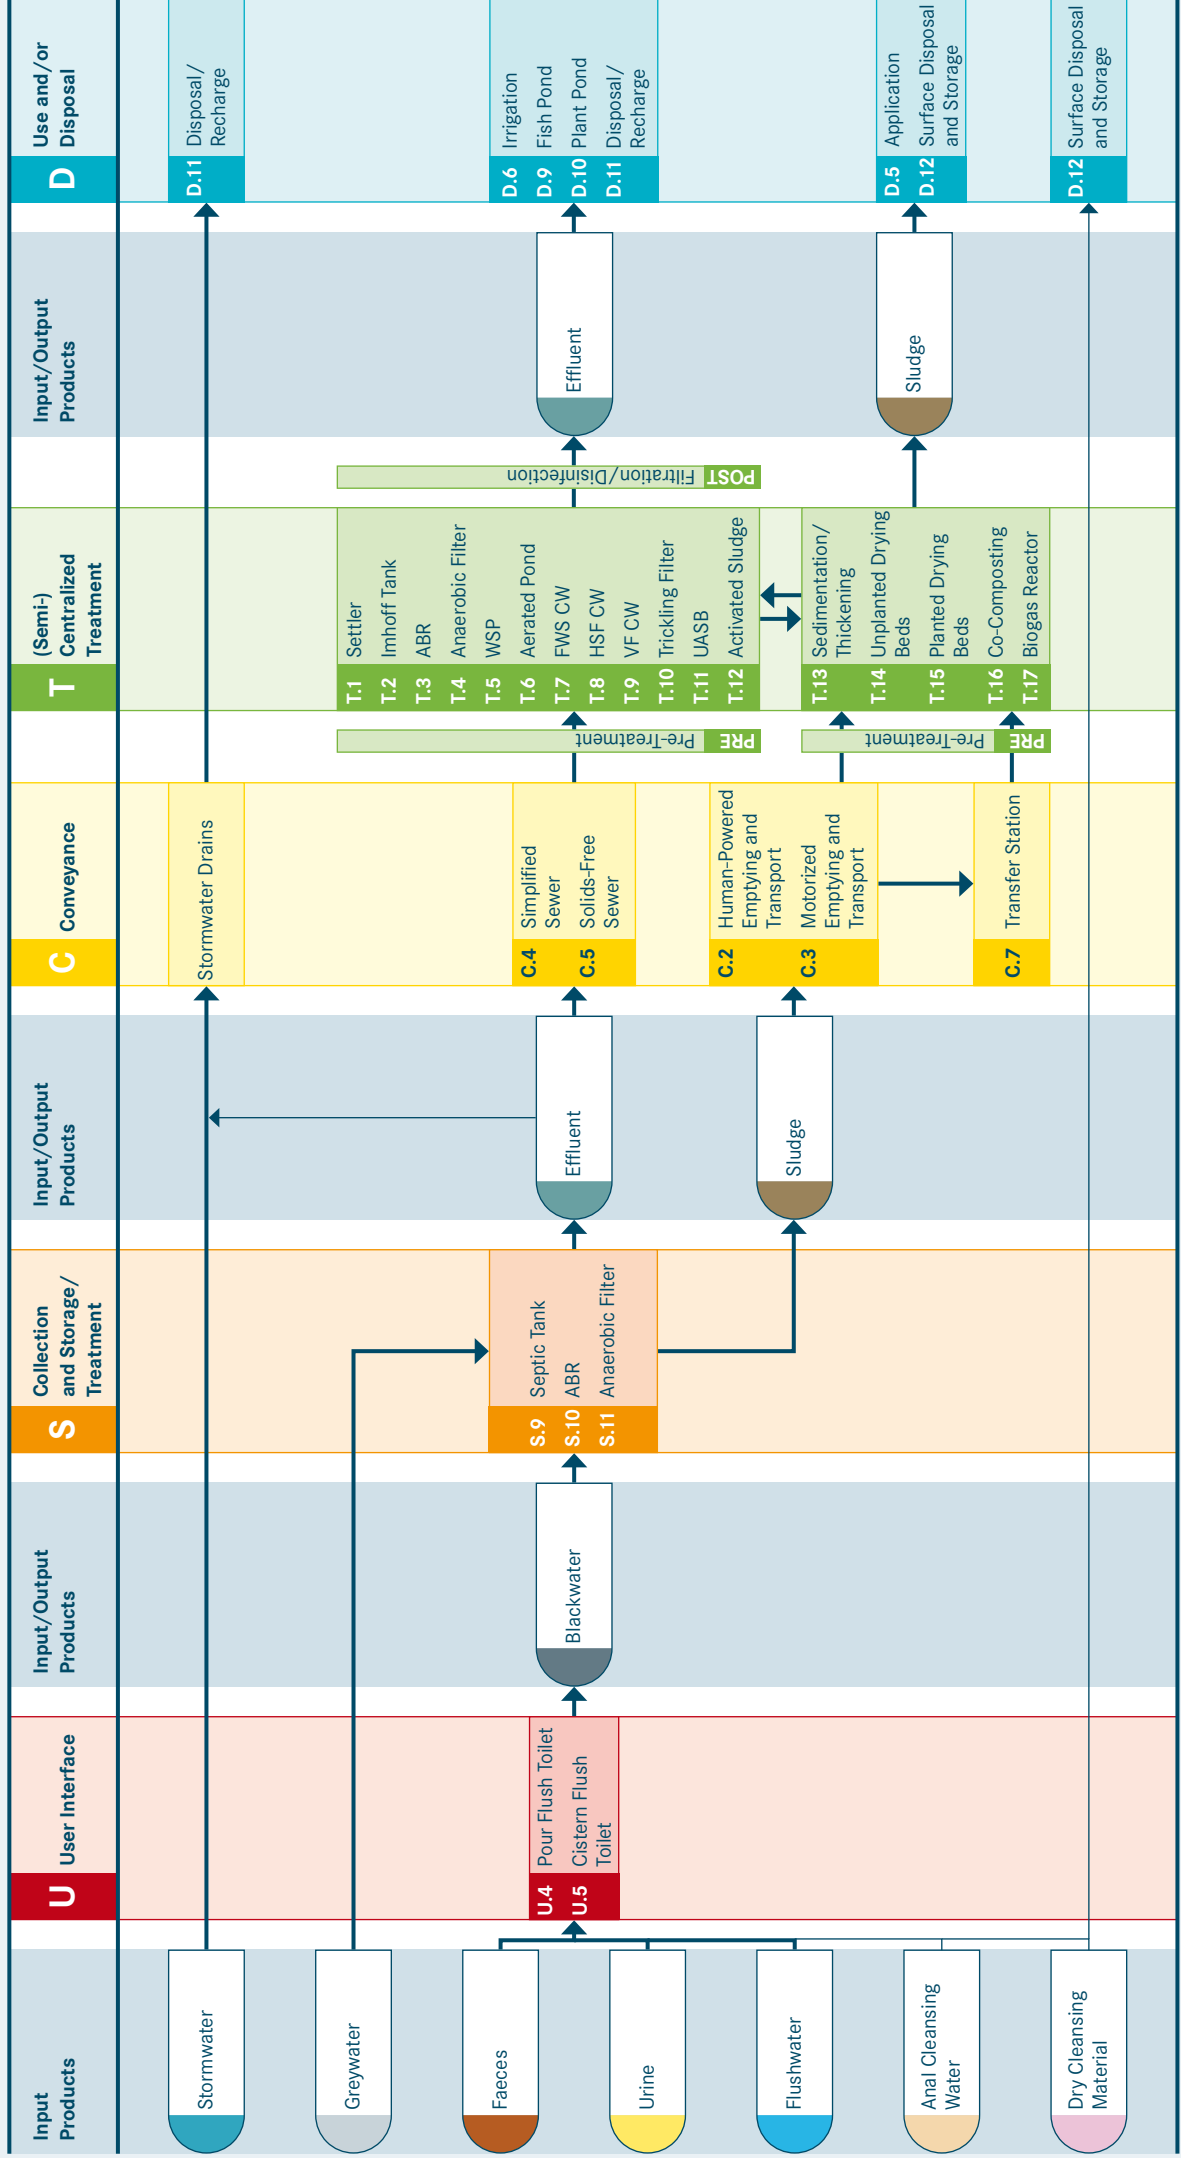 Input
Products
U
User Interface
Input/Output
Products
S
Collection
and Storage/
Treatment
Input/Output
Products
C
Conveyance
T
(Semi-)
Centralized
Treatment
Input/Output
Products
D
Use and/or
Disposal
Stormwater
Greywater
Faeces
Urine
Flushwater
Anal Cleansing
Water
Dry Cleansing
Material
U.4 Pour Flush Toilet
U.5 Cistern Flush
Toilet
Blackwater
S.9 Septic Tank
S.10 ABR
S.11 Anaerobic Filter
Effluent
Sludge
Stormwater Drains
C.4 Simplified
Sewer
C.5 Solids-Free
Sewer
C.2 Human-Powered
Emptying and
Transport
C.3 Motorized
Emptying and
Transport
C.7 Transfer Station
PRE Pre-Treatment
PRE Pre-Treatment
T.1 Settler
T.2 Imhoff Tank
T.3 ABR
T.4 Anaerobic Filter
T.5 WSP
T.6 Aerated Pond
T.7 FWS CW
T.8 HSF CW
T.9 VF CW
T.10 Trickling Filter
T.11 UASB
T.12 Activated Sludge
T.13 Sedimentation/
Thickening
T.14 Unplanted Drying
Beds
T.15 Planted Drying
Beds
T.16 Co-Composting
T.17 Biogas Reactor
POST Filtration/Disinfection
Effluent
Sludge
D.11 Disposal/
Recharge
D.6 Irrigation
D.9 Fish Pond
D.10 Plant Pond
D.11 Disposal/
Recharge
D.5 Application
D.12 Surface Disposal
and Storage
D.12 Surface Disposal
and Storage